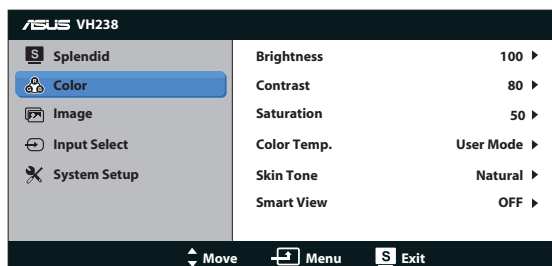 ASUS VH238
S Splendid
Color
Image
Input Select
System Setup
Brightness 100
Contrast 80
Saturation 50
Color Temp. User Mode
Skin Tone Natural
Smart View OFF
Move Menu S Exit